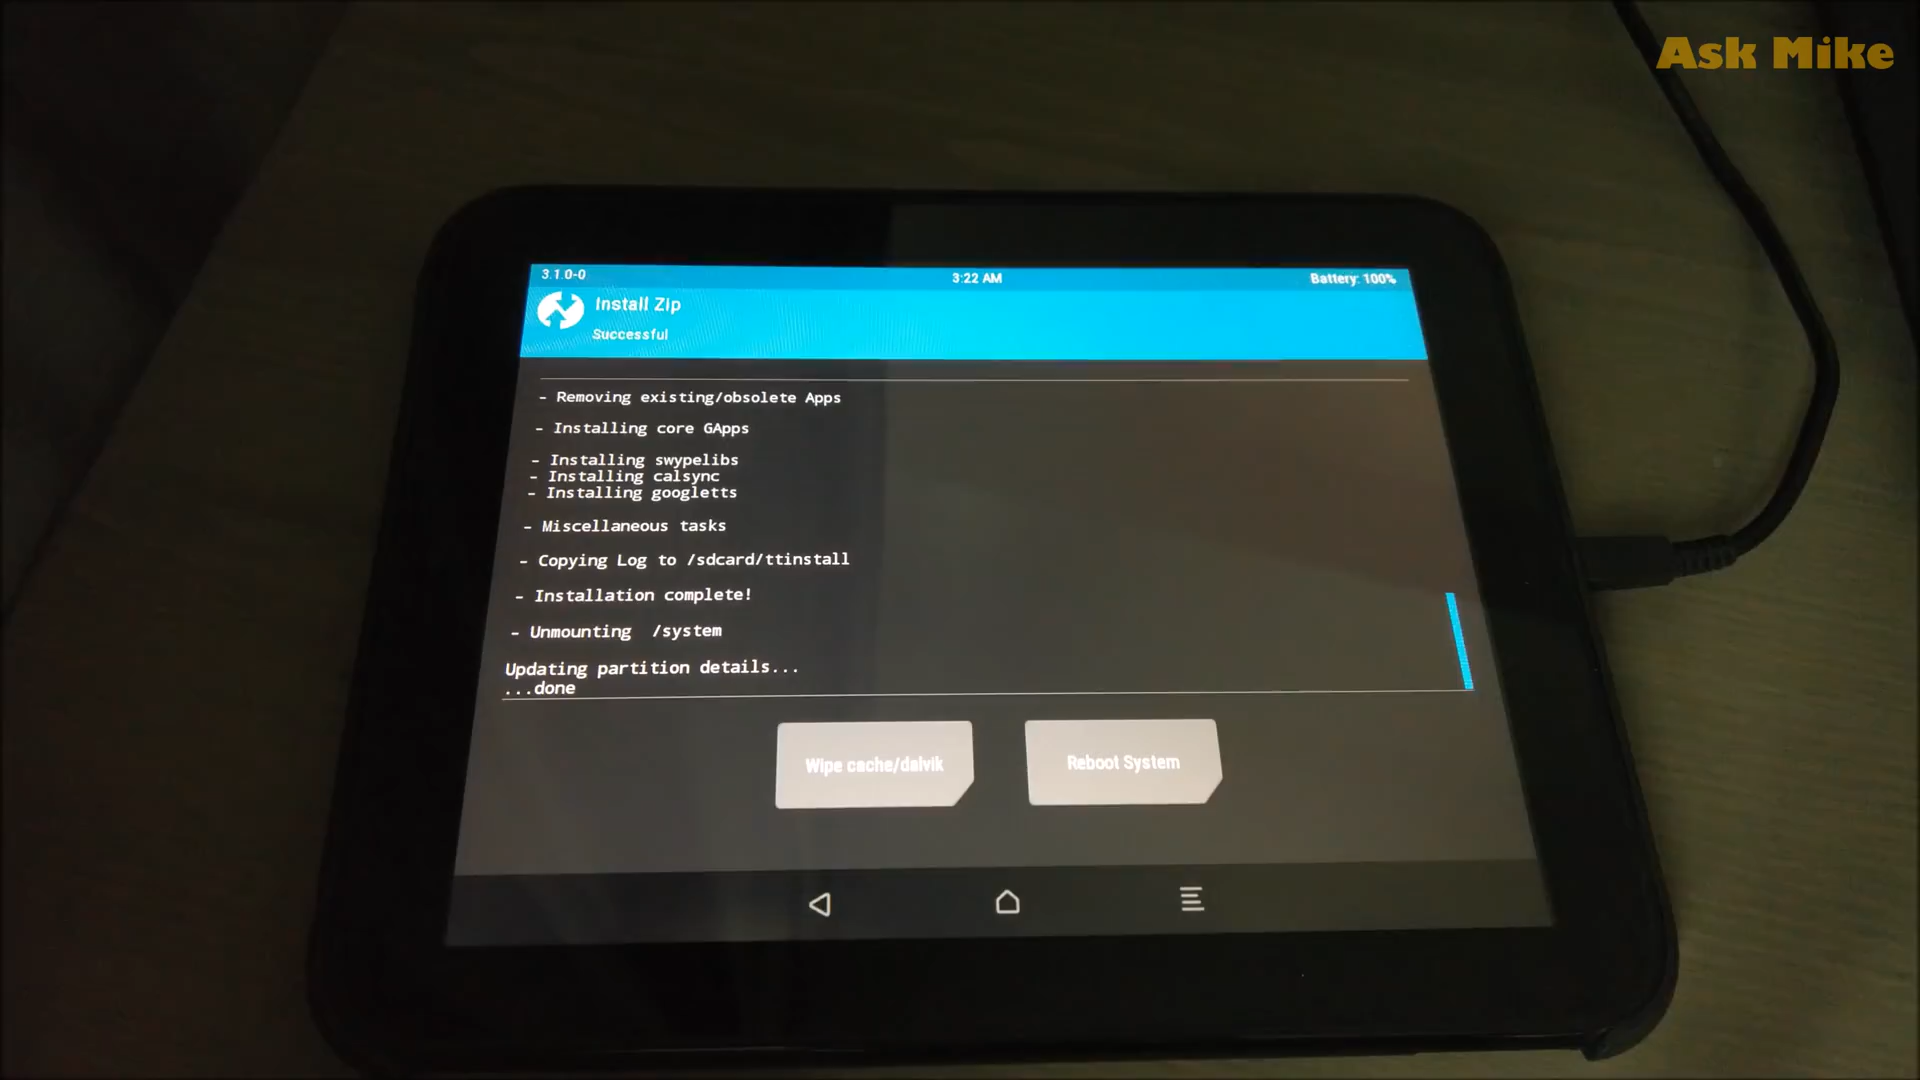 Ask Mike
3.1.0-0
3:22 AM
Battery: 100%
Install Zip
Successful
- Removing existing/obsolete Apps
- Installing core GApps
- Installing swypelibs
- Installing calsync
- Installing googletts
- Miscellaneous tasks
- Copying Log to /sdcard/ttinstall
- Installation complete!
- Unmounting /system
Updating partition details...
...done
Wipe cache/dalvik
Reboot System